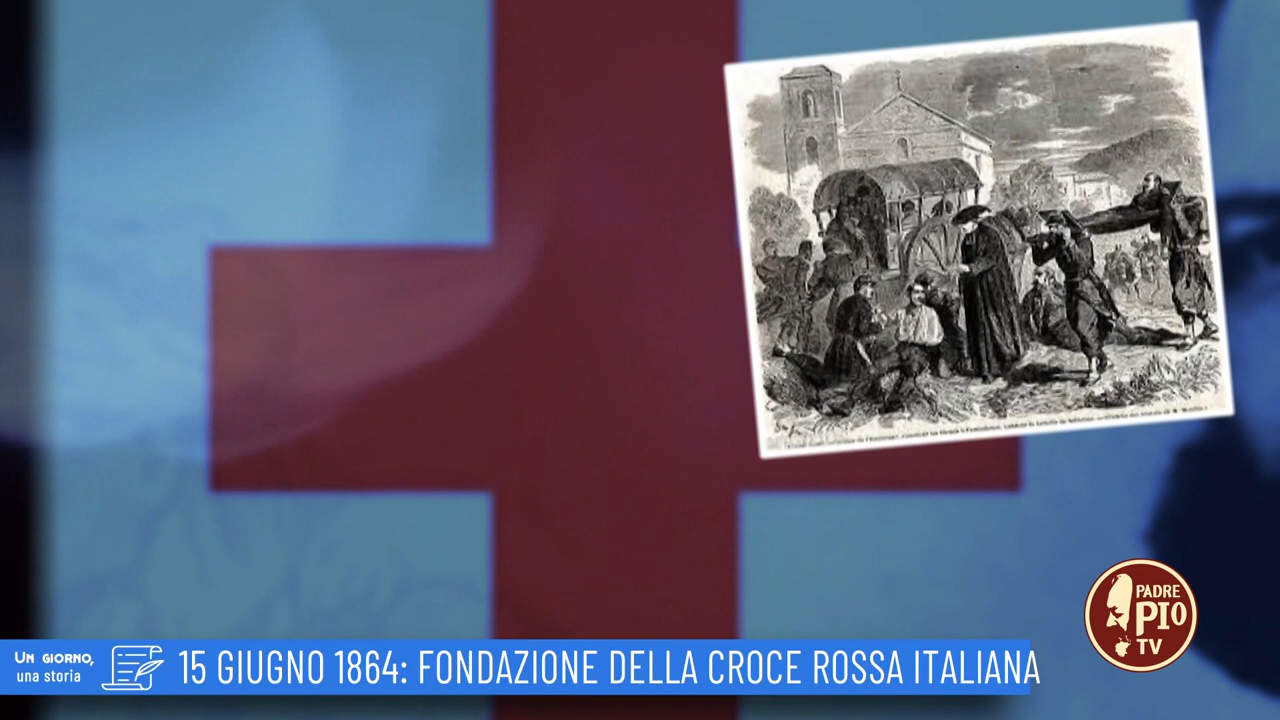 Un giorno,
una storia
15 GIUGNO 1864: FONDAZIONE DELLA CROCE ROSSA ITALIANA
PADRE
PIO
TV